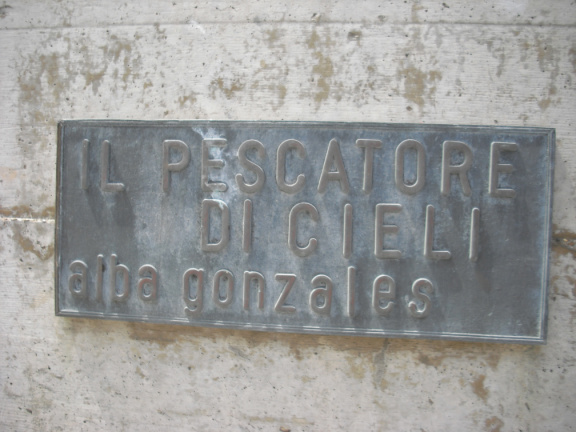 IL PESCATORE
DI CIELI
alba gonzales